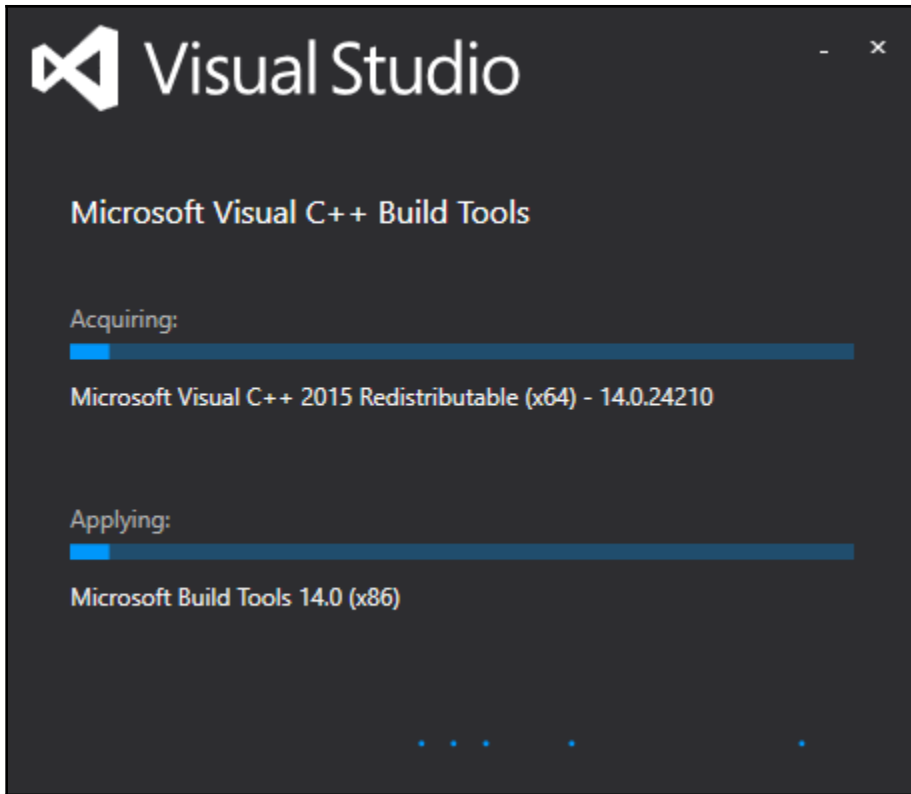 Visual Studio
Microsoft Visual C++ Build Tools
Acquiring:
Microsoft Visual C++ 2015 Redistributable (x64) - 14.0.24210
Applying:
Microsoft Build Tools 14.0 (x86)